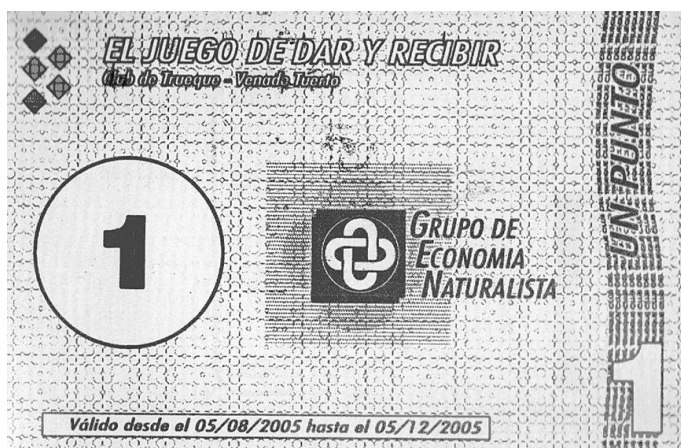 EL JUEGO DE DAR Y RECIBIR
Club de Trueque - Venado Tuerto
1
GRUPO DE
ECONOMIA
NATURALISTA
UN PUNTO
1
Válido desde el 05/08/2005 hasta el 05/12/2005